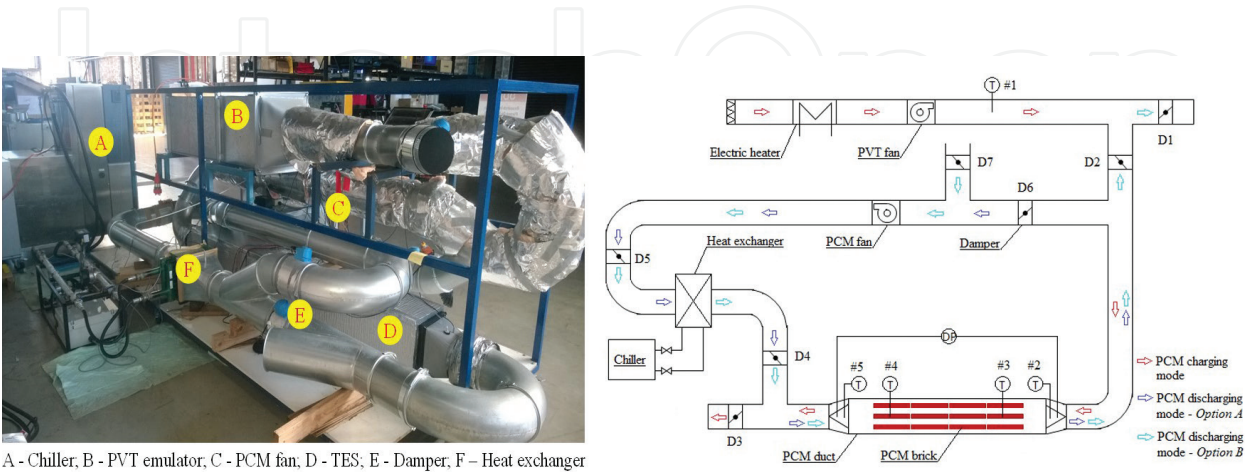 IntechOpen
A
B
C
F
E
D
A - Chiller; B - PVT emulator; C - PCM fan; D - TES; E - Damper; F – Heat exchanger
T #1
Electric heater
PVT fan
D1
D7
D2
D6
PCM fan
Damper
Heat exchanger
D5
Chiller
D4
DP
#5
#4
#3
#2
T
T
T
T
D3
PCM duct
PCM brick
PCM charging
mode
PCM discharging
mode - Option A
PCM discharging
mode - Option B